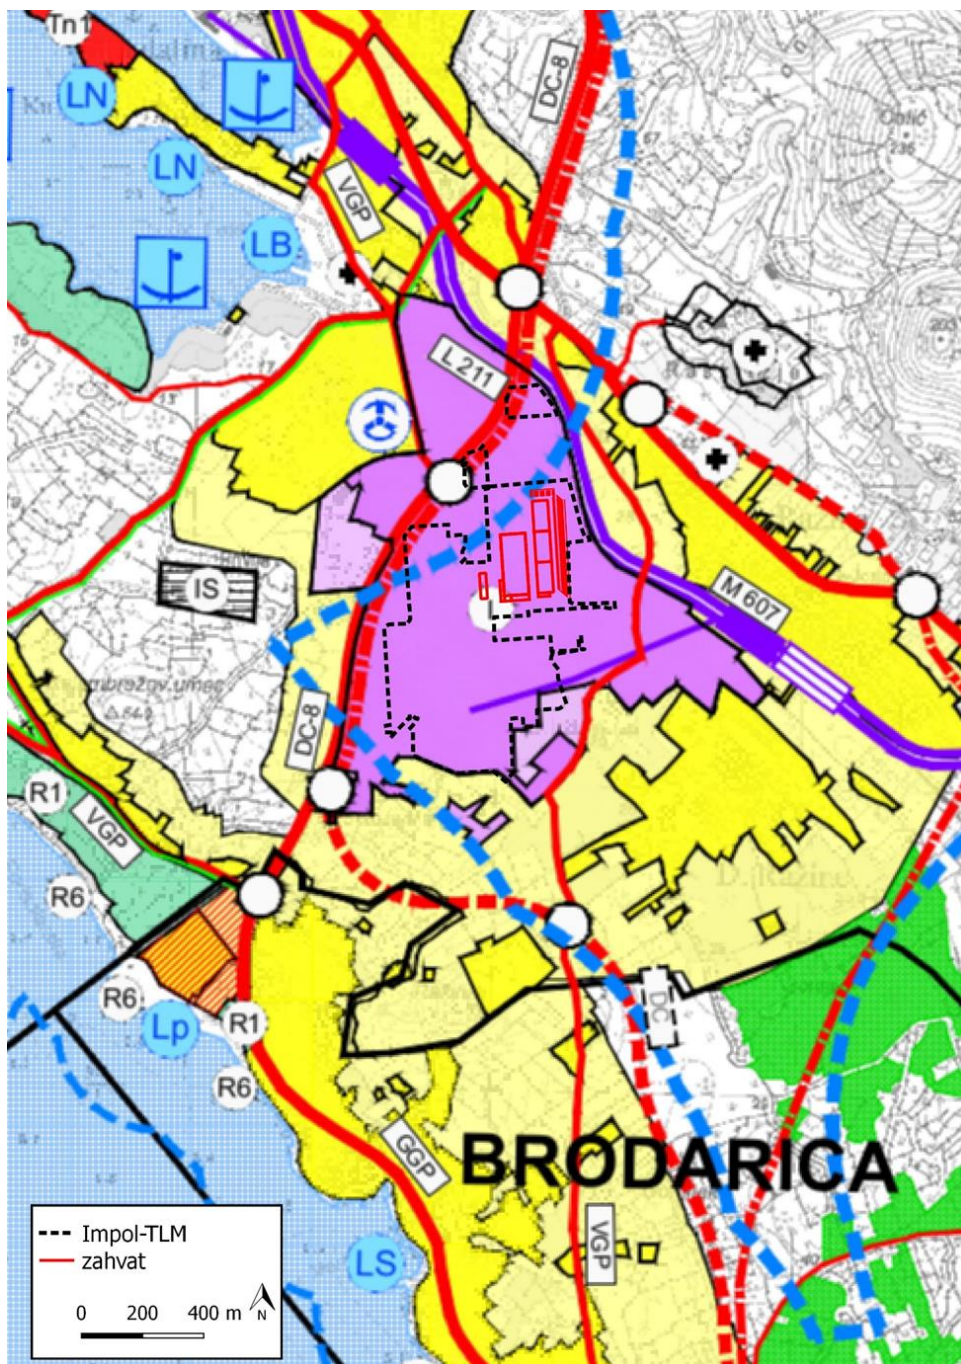 Tn1
LN
LN
LB
VGP
DC-8
L 211
IS
M 607
DC-8
R1
VGP
R6
R6
Lp
R1
R6
D. Razine
DC
GGP
BRODARICA
VGP
LS
Impol-TLM
zahvat
0 200 400 m
N